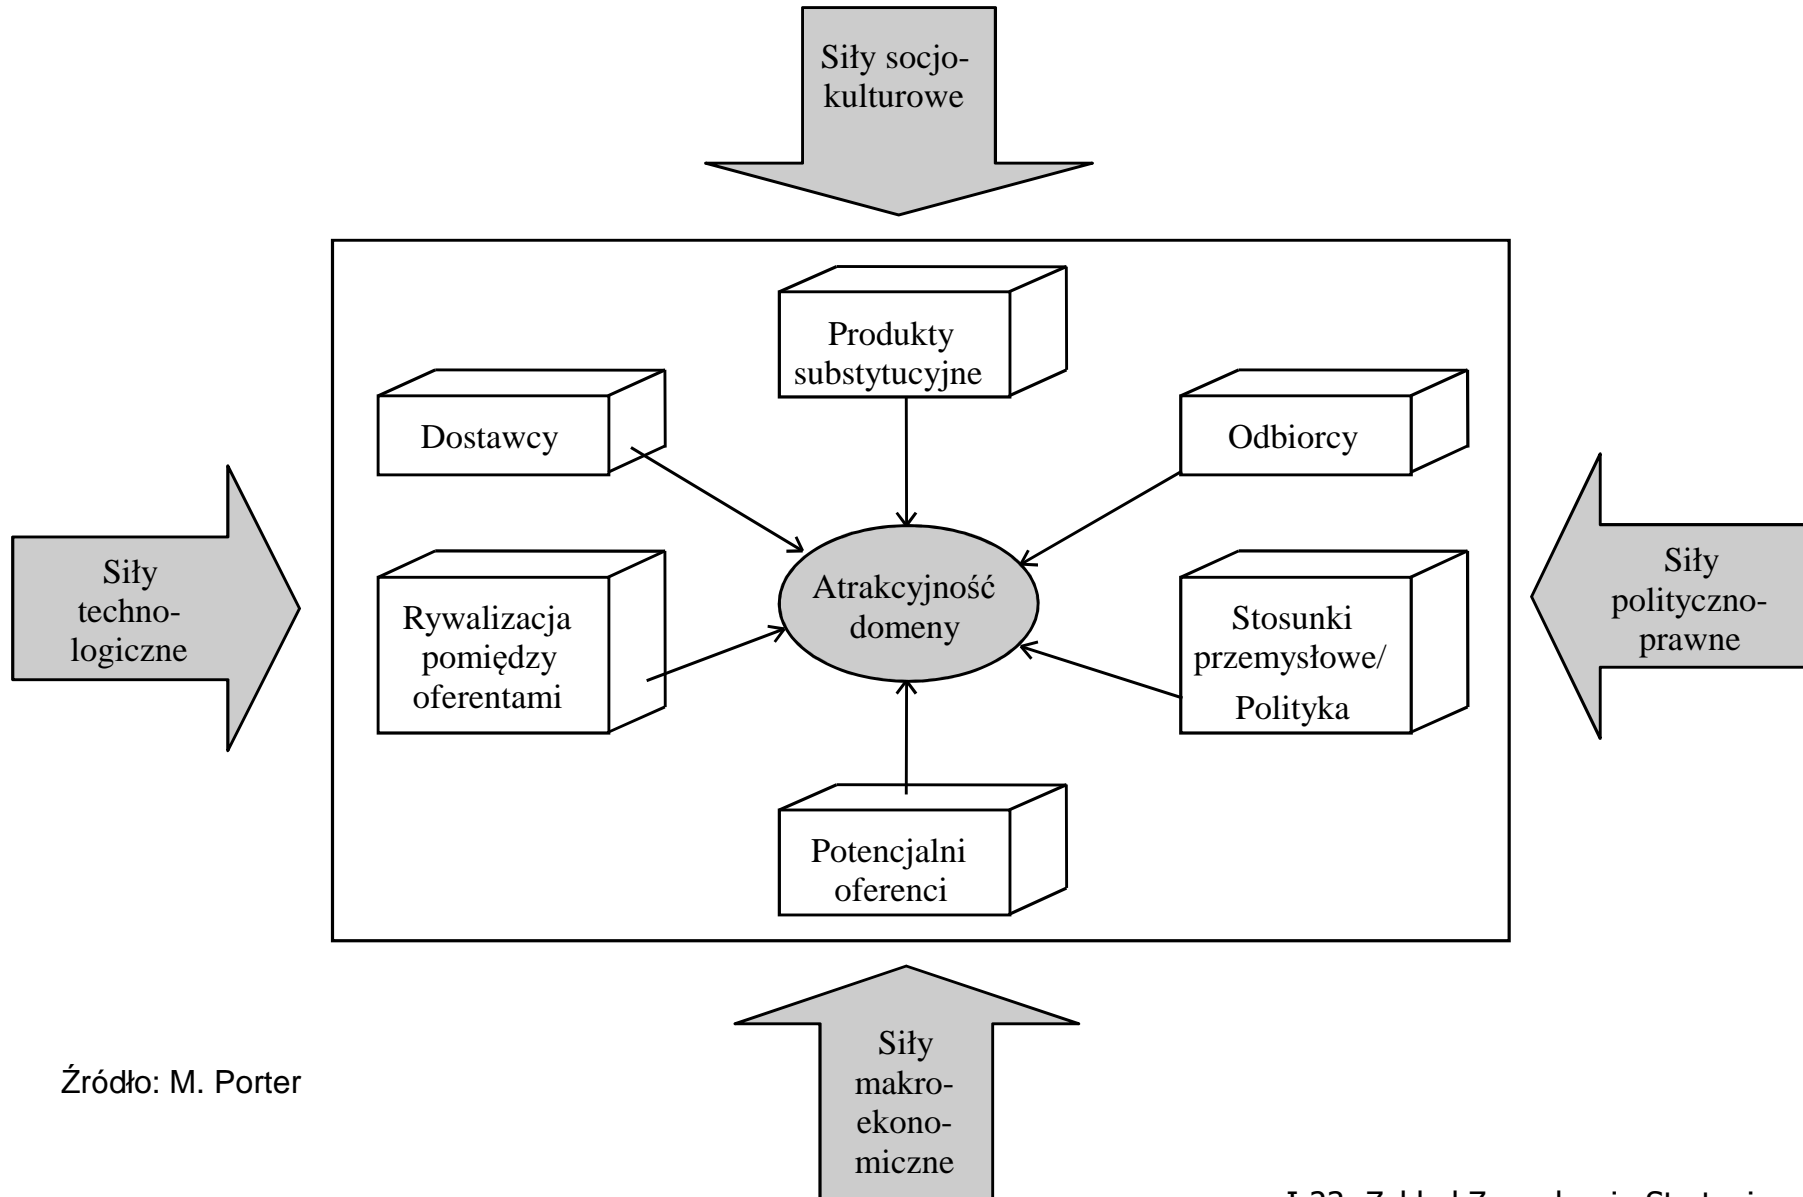 Siły socjo-
kulturowe
Produkty
substytucyjne
Dostawcy
Odbiorcy
Siły
techno-
logiczne
Rywalizacja
pomiędzy
oferentami
Atrakcyjność
domeny
Stosunki
przemysłowe/
Polityka
Siły
polityczno-
prawne
Potencjalni
oferenci
Siły
makro-
ekono-
miczne
Źródło: M. Porter